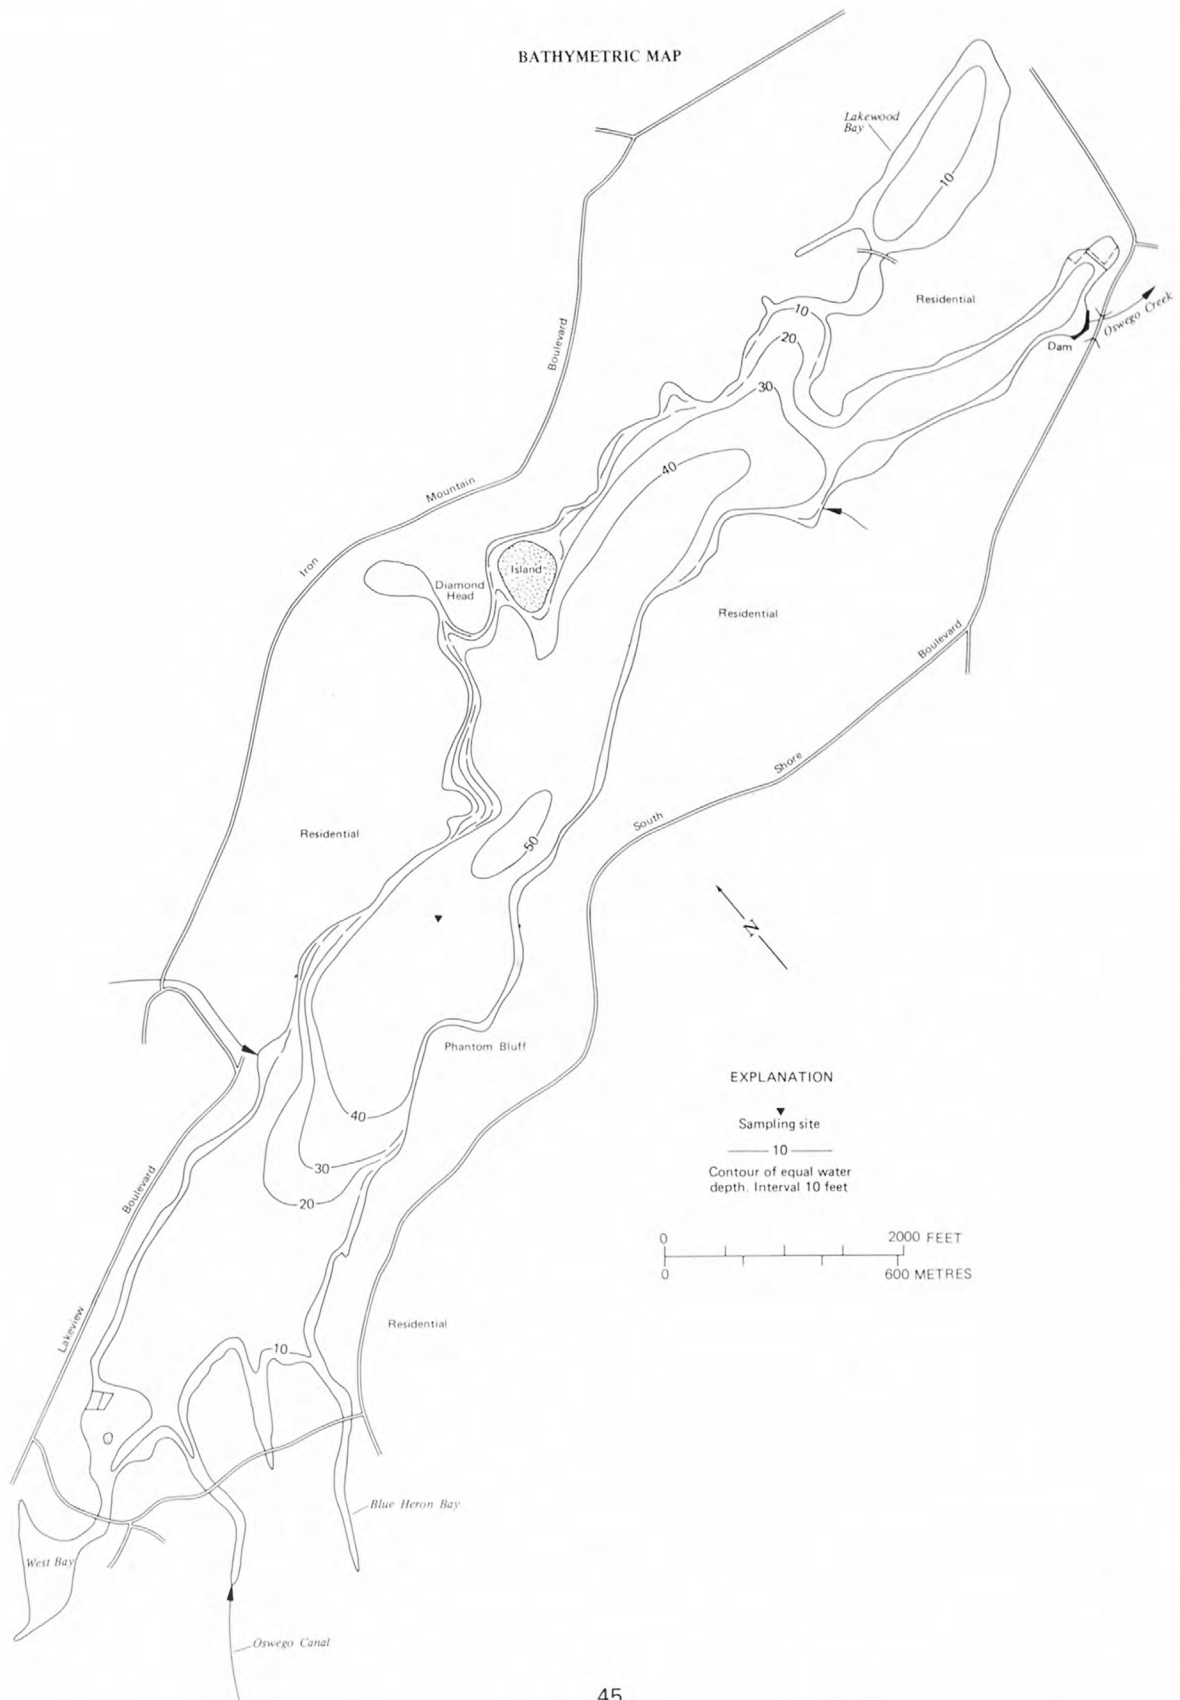 BATHYMETRIC MAP
Lakewood
Bay
10
Residential
Oswego Creek
Dam
10
20
30
Boulevard
40
Mountain
Iron
Island
Diamond
Head
Residential
Boulevard
Shore
South
Residential
50
N
Phantom Bluff
EXPLANATION
Sampling site
10
Contour of equal water
depth. Interval 10 feet
40
30
20
Boulevard
0 2000 FEET
0 600 METRES
Lakeview
Residential
10
Blue Heron Bay
West Bay
Oswego Canal
45